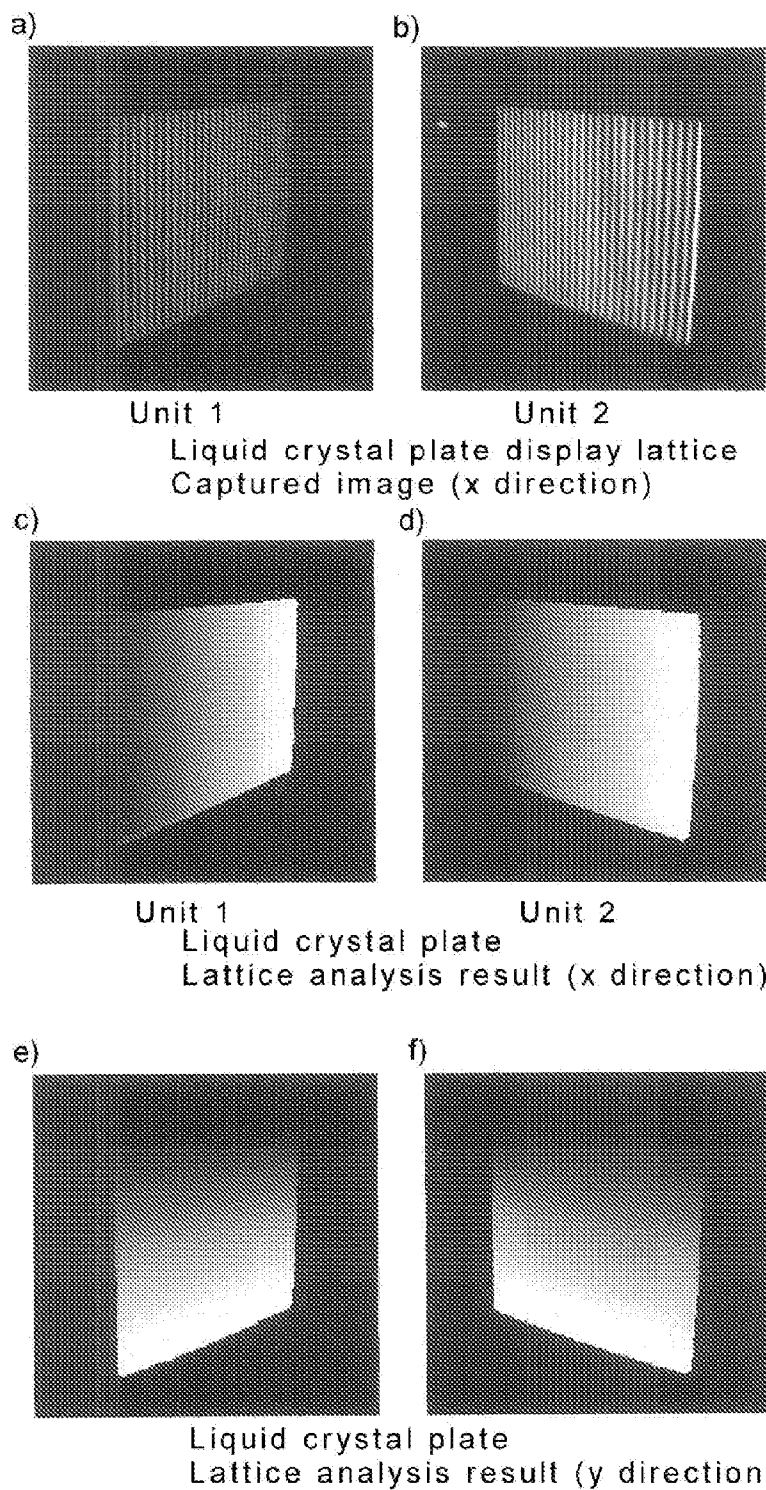 a)
b)
Unit 1
Unit 2
Liquid crystal plate display lattice
Captured image (x direction)
c)
d)
Unit 1
Unit 2
Liquid crystal plate
Lattice analysis result (x direction)
e)
f)
Liquid crystal plate
Lattice analysis result (y direction